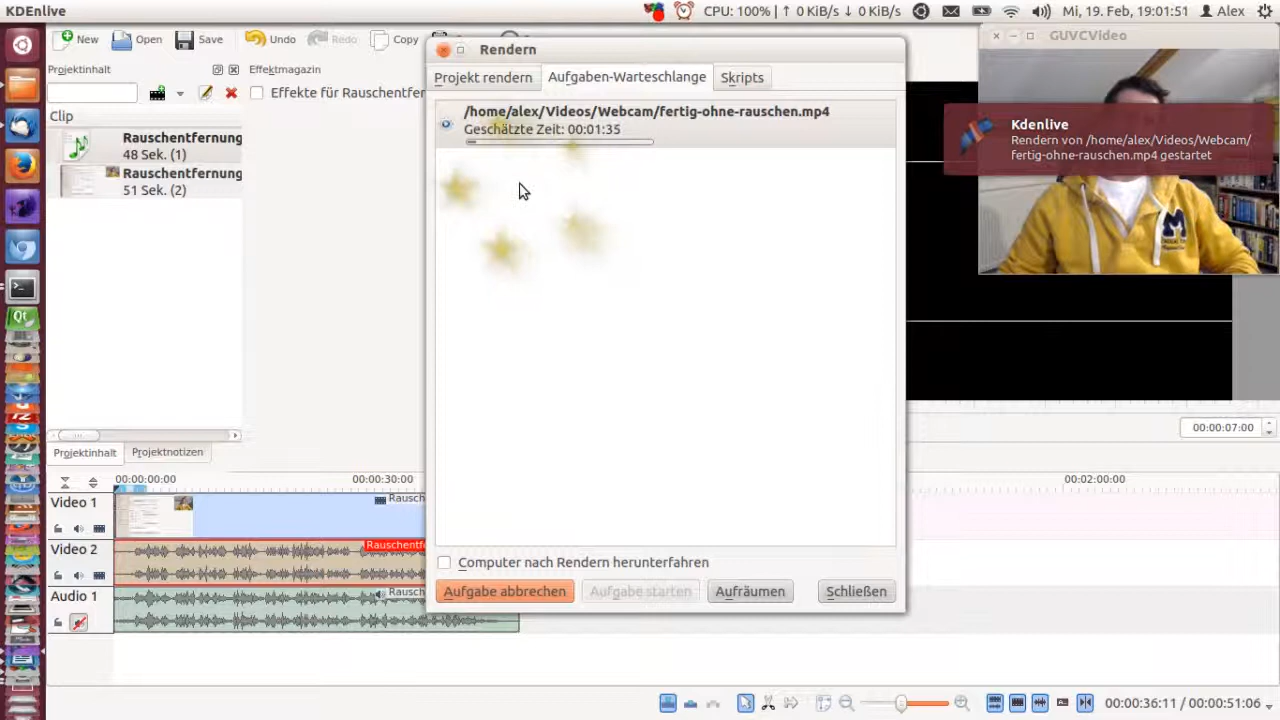 KDEnlive
CPU: 100% | ↑ 0 KiB/s ↓ 0 KiB/s
Mi, 19. Feb, 19:01:51
Alex
New
Open
Save
Undo
Redo
Copy
Rendern
GUVCVideo
Projektinhalt
Effektmagazin
Projekt rendern
Aufgaben-Warteschlange
Skripts
Effekte für Rauschentfer
Clip
/home/alex/Videos/Webcam/fertig-ohne-rauschen.mp4
Geschätzte Zeit: 00:01:35
Kdenlive
Rendern von /home/alex/Videos/Webcam/
fertig-ohne-rauschen.mp4 gestartet
Rauschentfernung
48 Sek. (1)
Rauschentfernung
51 Sek. (2)
M
Qt
00:00:07:00
Projektinhalt
Projektnotizen
00:00:00:00
00:00:30:00
00:02:00:00
Video 1
Rausch
Video 2
Rauschentfe
Audio 1
Rausch
Computer nach Rendern herunterfahren
Aufgabe abbrechen
Aufgabe starten
Aufräumen
Schließen
00:00:36:11 / 00:00:51:06